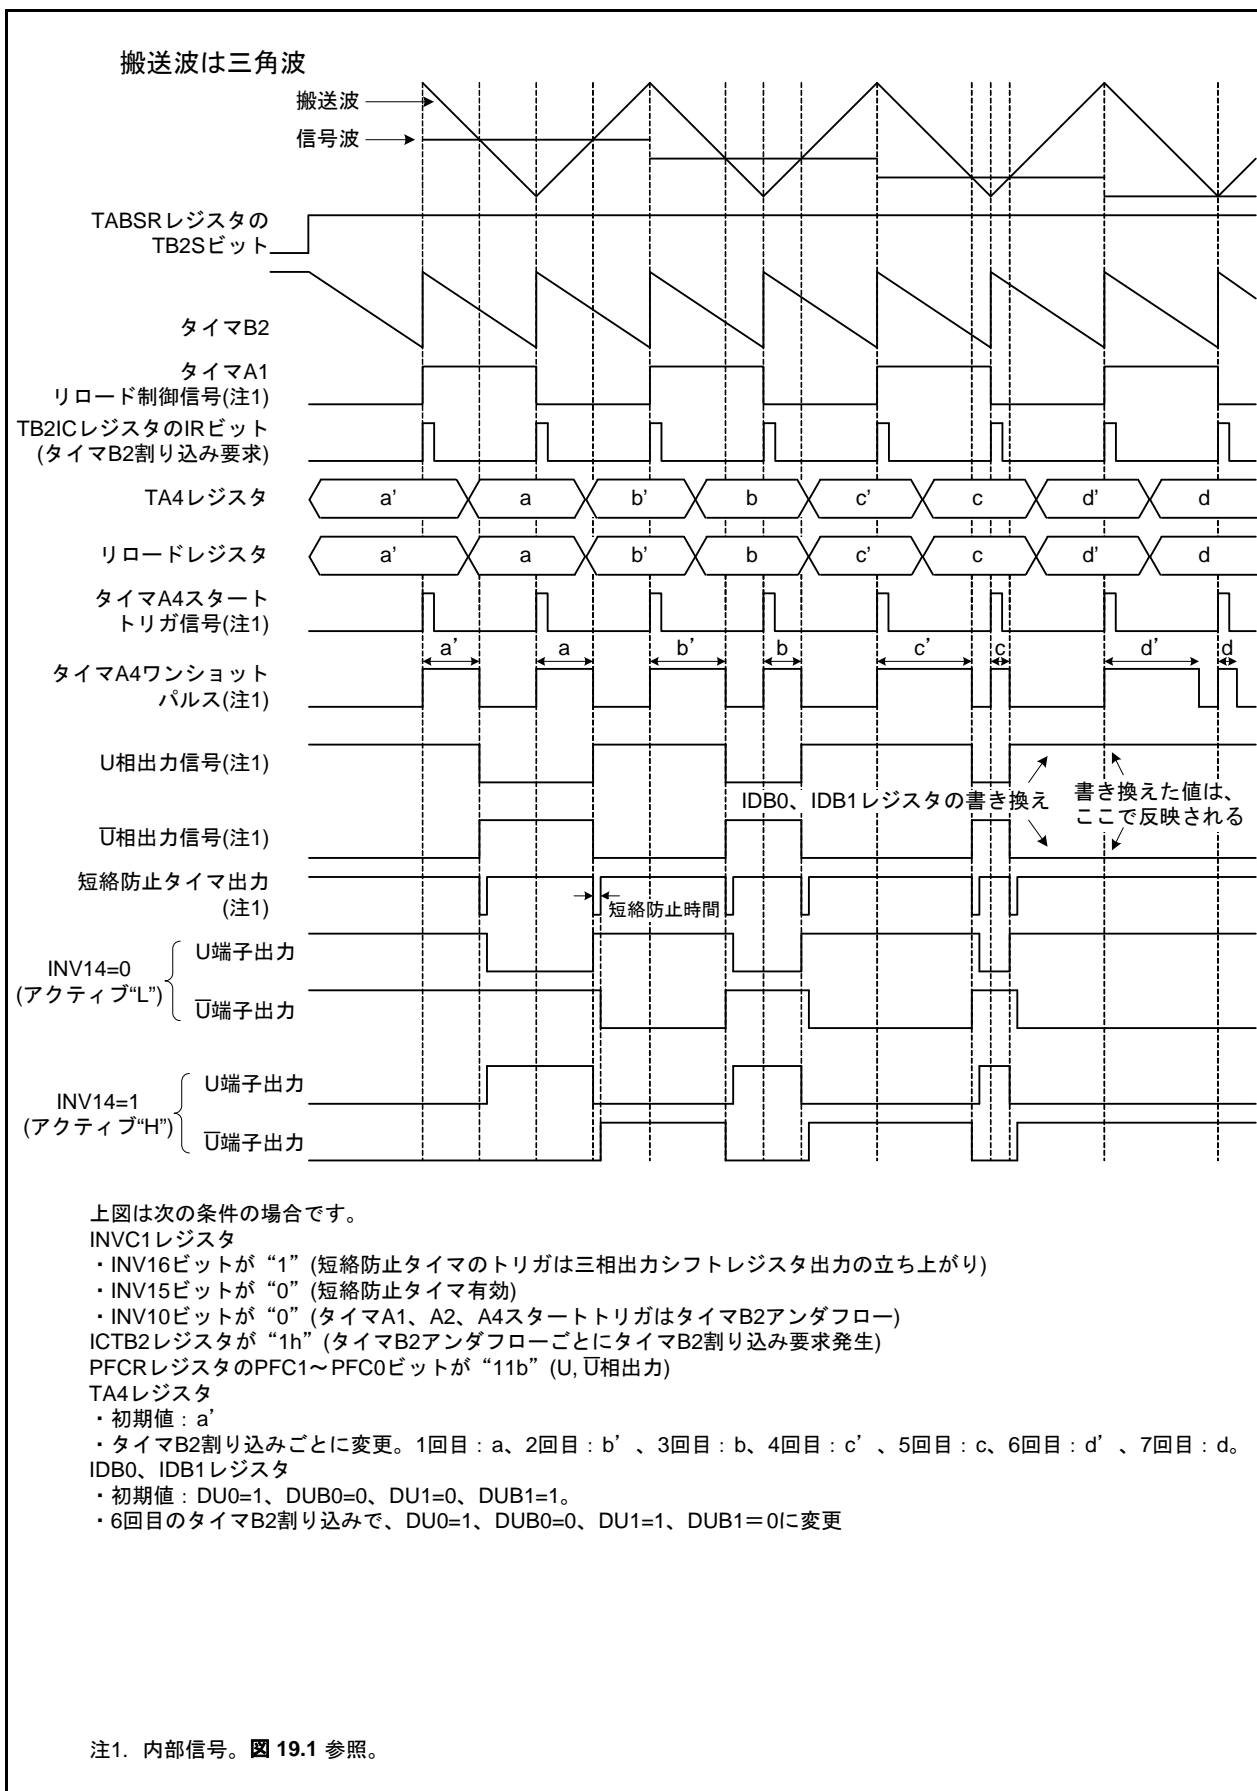 搬送波は三角波
搬送波
信号波
TABSRレジスタの
TB2Sビット
タイマB2
タイマA1
リロード制御信号(注1)
TB2ICレジスタのIRビット
(タイマB2割り込み要求)
TA4レジスタ
a’ a b’ b c’ c d’ d
リロードレジスタ
a’ a b’ b c’ c d’ d
タイマA4スタート
トリガ信号(注1)
a’ a b’ b c’ c d’ d
タイマA4ワンショット
パルス(注1)
U相出力信号(注1)
IDB0、IDB1レジスタの書き換え
書き換えた値は、
ここで反映される
U̅相出力信号(注1)
短絡防止タイマ出力
(注1)
短絡防止時間
INV14=0
(アクティブ“L”)
U端子出力
U̅端子出力
INV14=1
(アクティブ“H”)
U端子出力
U̅端子出力
上図は次の条件の場合です。
INVC1レジスタ
・INV16ビットが“1”(短絡防止タイマのトリガは三相出力シフトレジスタ出力の立ち上がり)
・INV15ビットが“0”(短絡防止タイマ有効)
・INV10ビットが“0”(タイマA1、A2、A4スタートトリガはタイマB2アンダフロー)
ICTB2レジスタが“1h”(タイマB2アンダフローごとにタイマB2割り込み要求発生)
PFCRレジスタのPFC1～PFC0ビットが“11b”(U, U̅相出力)
TA4レジスタ
・初期値：a’
・タイマB2割り込みごとに変更。1回目：a、2回目：b’、3回目：b、4回目：c’、5回目：c、6回目：d’、7回目：d。
IDB0、IDB1レジスタ
・初期値：DU0=1、DUB0=0、DU1=0、DUB1=1。
・6回目のタイマB2割り込みで、DU0=1、DUB0=0、DU1=1、DUB1＝0に変更
注1. 内部信号。図 19.1 参照。